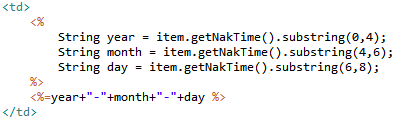 <td>
<%
String year = item.getNakTime().substring(0,4);
String month = item.getNakTime().substring(4,6);
String day = item.getNakTime().substring(6,8);
%>
<%=year+"-"+month+"-"+day %>
</td>